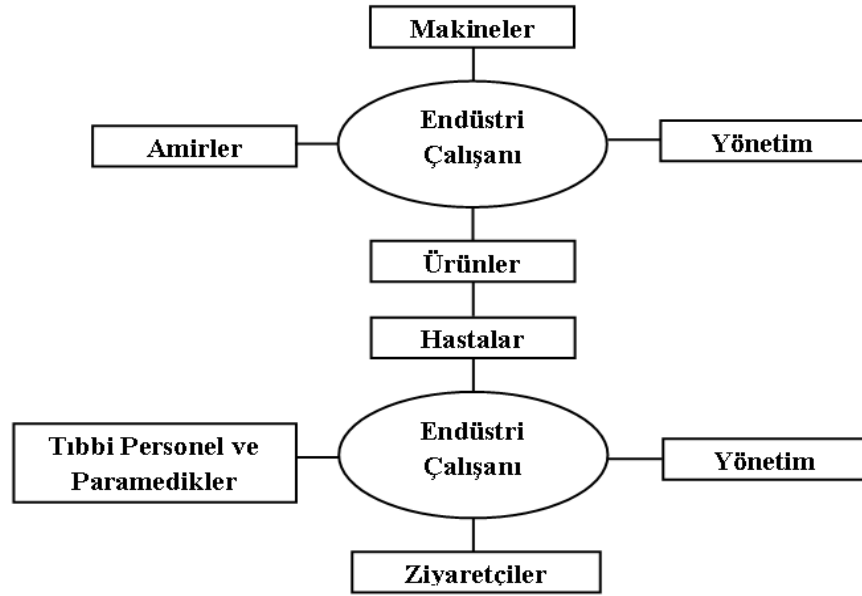 Makineler
Endüstri
Çalışanı
Amirler
Yönetim
Ürünler
Hastalar
Endüstri
Çalışanı
Tıbbi Personel ve
Paramedikler
Yönetim
Ziyaretçiler